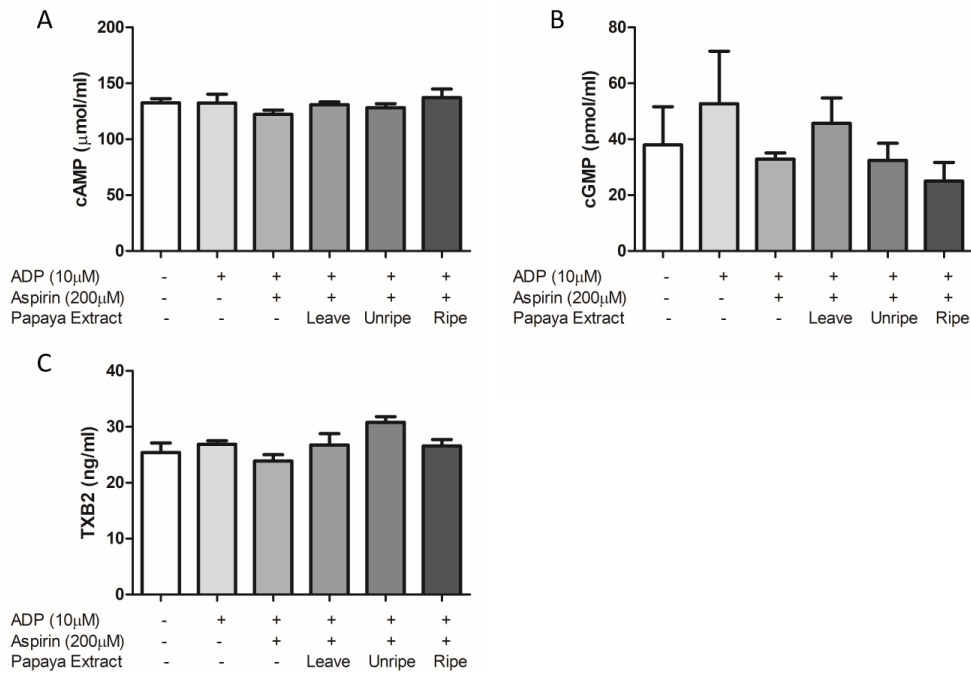 A
cAMP (μmol/ml)
200
150
100
50
0
ADP (10μM) - + + + + +
Aspirin (200μM) - - + + + +
Papaya Extract - - - Leave Unripe Ripe
B
cGMP (pmol/ml)
80
60
40
20
0
ADP (10μM) - + + + + +
Aspirin (200μM) - - + + + +
Papaya Extract - - - Leave Unripe Ripe
C
TXB2 (ng/ml)
40
30
20
10
0
ADP (10μM) - + + + + +
Aspirin (200μM) - - + + + +
Papaya Extract - - - Leave Unripe Ripe